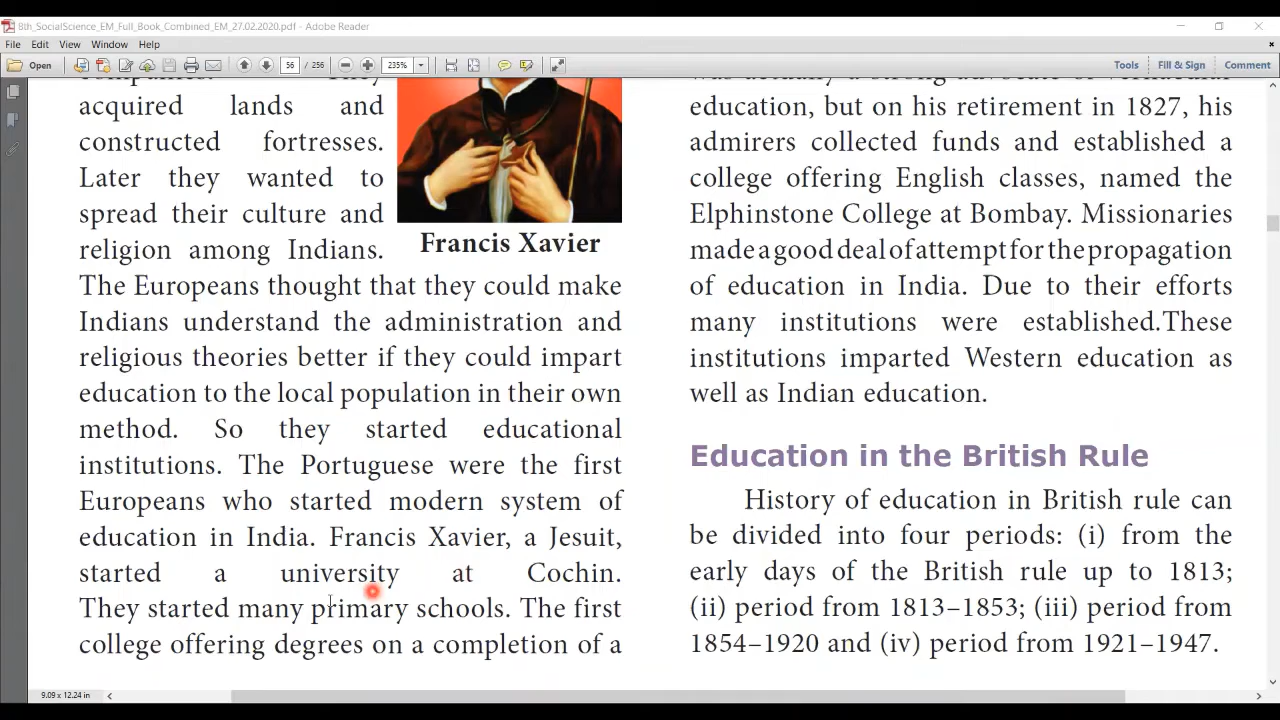 8th_SocialScience_EM_Full_Book_Combined_EM_27.02.2020.pdf - Adobe Reader
File Edit View Window Help
Open 56 / 256 235% Tools Fill & Sign Comment
acquired lands and
constructed fortresses.
Later they wanted to
spread their culture and
religion among Indians.
Francis Xavier
The Europeans thought that they could make
Indians understand the administration and
religious theories better if they could impart
education to the local population in their own
method. So they started educational
institutions. The Portuguese were the first
Europeans who started modern system of
education in India. Francis Xavier, a Jesuit,
started a university at Cochin.
They started many primary schools. The first
college offering degrees on a completion of a
education, but on his retirement in 1827, his
admirers collected funds and established a
college offering English classes, named the
Elphinstone College at Bombay. Missionaries
made a good deal of attempt for the propagation
of education in India. Due to their efforts
many institutions were established.These
institutions imparted Western education as
well as Indian education.
Education in the British Rule
History of education in British rule can
be divided into four periods: (i) from the
early days of the British rule up to 1813;
(ii) period from 1813–1853; (iii) period from
1854–1920 and (iv) period from 1921–1947.
9.09 x 12.24 in